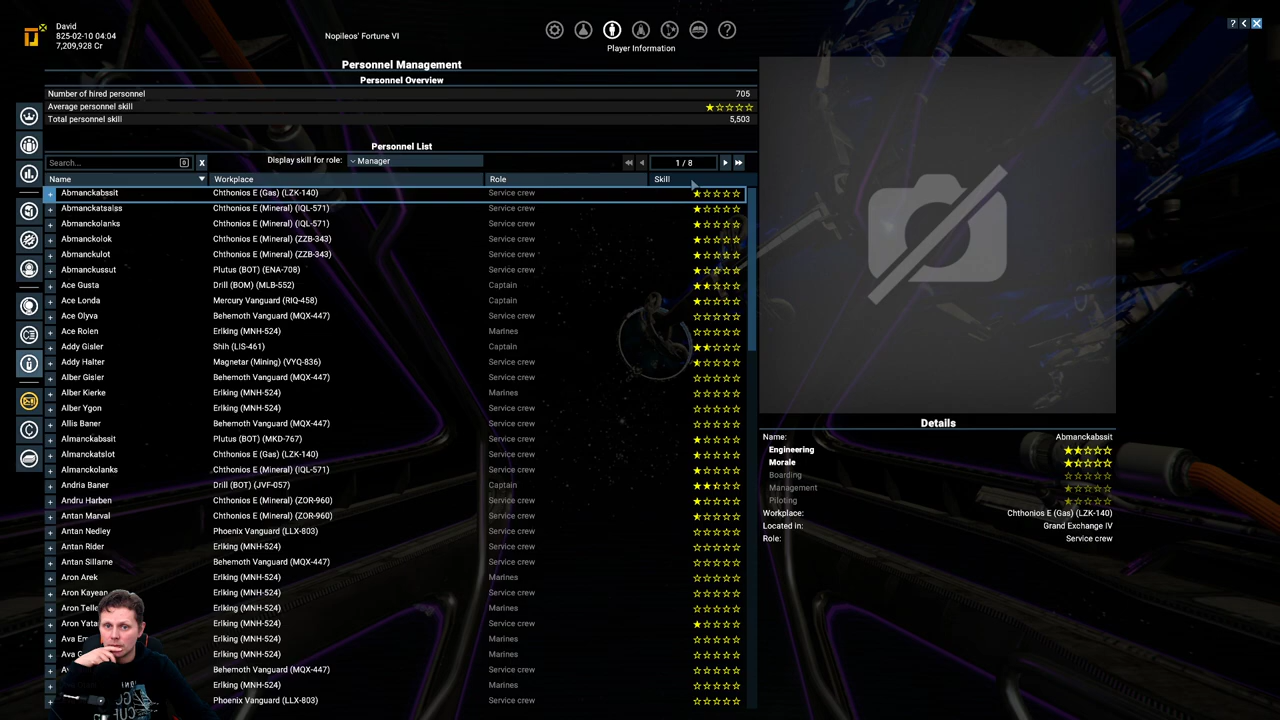 David
825-02-10 04:04
7,209,928 Cr
Nopileos' Fortune VI
?
Player Information
? <
Personnel Management
Personnel Overview
Number of hired personnel 705
Average personnel skill
Total personnel skill 5,503
Personnel List
Search... 0 X Display skill for role: Manager 1 / 8
Name Workplace Role Skill
+ Abmanckabssit Chthonios E (Gas) (LZK-140) Service crew
+ Abmanckatsalss Chthonios E (Mineral) (IQL-571) Service crew
+ Abmanckolanks Chthonios E (Mineral) (IQL-571) Service crew
+ Abmanckolok Chthonios E (Mineral) (ZZB-343) Service crew
+ Abmanckulot Chthonios E (Mineral) (ZZB-343) Service crew
+ Abmanckussut Plutus (BOT) (ENA-708) Service crew
+ Ace Gusta Drill (BOM) (MLB-552) Captain
+ Ace Londa Mercury Vanguard (RIQ-458) Captain
+ Ace Olyva Behemoth Vanguard (MQX-447) Service crew
+ Ace Rolen Erlking (MNH-524) Marines
+ Addy Gisler Shih (LIS-461) Captain
+ Addy Halter Magnetar (Mining) (VYQ-836) Service crew
+ Alber Gisler Behemoth Vanguard (MQX-447) Service crew
+ Alber Kierke Erlking (MNH-524) Marines
+ Alber Ygon Erlking (MNH-524) Service crew
+ Allis Baner Behemoth Vanguard (MQX-447) Service crew
+ Almanckabssit Plutus (BOT) (MKD-767) Service crew
+ Almanckatslot Chthonios E (Gas) (LZK-140) Service crew
+ Almanckolanks Chthonios E (Mineral) (IQL-571) Service crew
+ Andria Baner Drill (BOT) (JVF-057) Captain
+ Andru Harben Chthonios E (Mineral) (ZOR-960) Service crew
+ Antan Marval Chthonios E (Mineral) (ZOR-960) Service crew
+ Antan Nedley Phoenix Vanguard (LLX-803) Service crew
+ Antan Rider Erlking (MNH-524) Service crew
+ Antan Sillarne Behemoth Vanguard (MQX-447) Service crew
+ Aron Arek Erlking (MNH-524) Marines
+ Aron Kayean Erlking (MNH-524) Service crew
+ Aron Erlking (MNH-524) Marines
+ Aron Erlking (MNH-524) Service crew
+ Ava Erlking (MNH-524) Marines
+ Ava Erlking (MNH-524) Marines
+ Behemoth Vanguard (MQX-447) Service crew
+ Erlking (MNH-524) Marines
+ Phoenix Vanguard (LLX-803) Service crew
Details
Name: Abmanckabssit
Engineering
Morale
Boarding
Management
Piloting
Workplace: Chthonios E (Gas) (LZK-140)
Located in: Grand Exchange IV
Role: Service crew